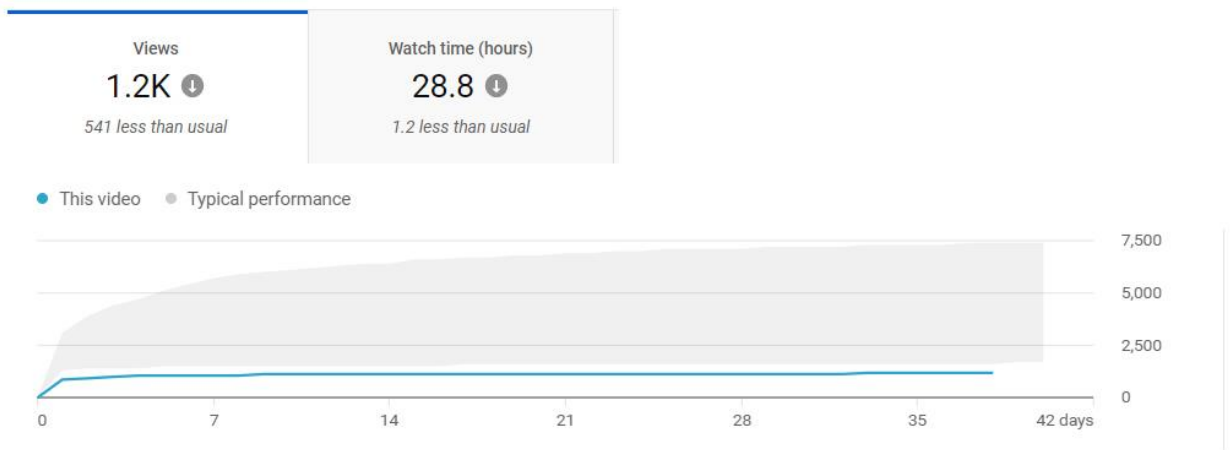 Views
1.2K
541 less than usual
Watch time (hours)
28.8
1.2 less than usual
This video
Typical performance
7,500
5,000
2,500
0
0 7 14 21 28 35 42 days